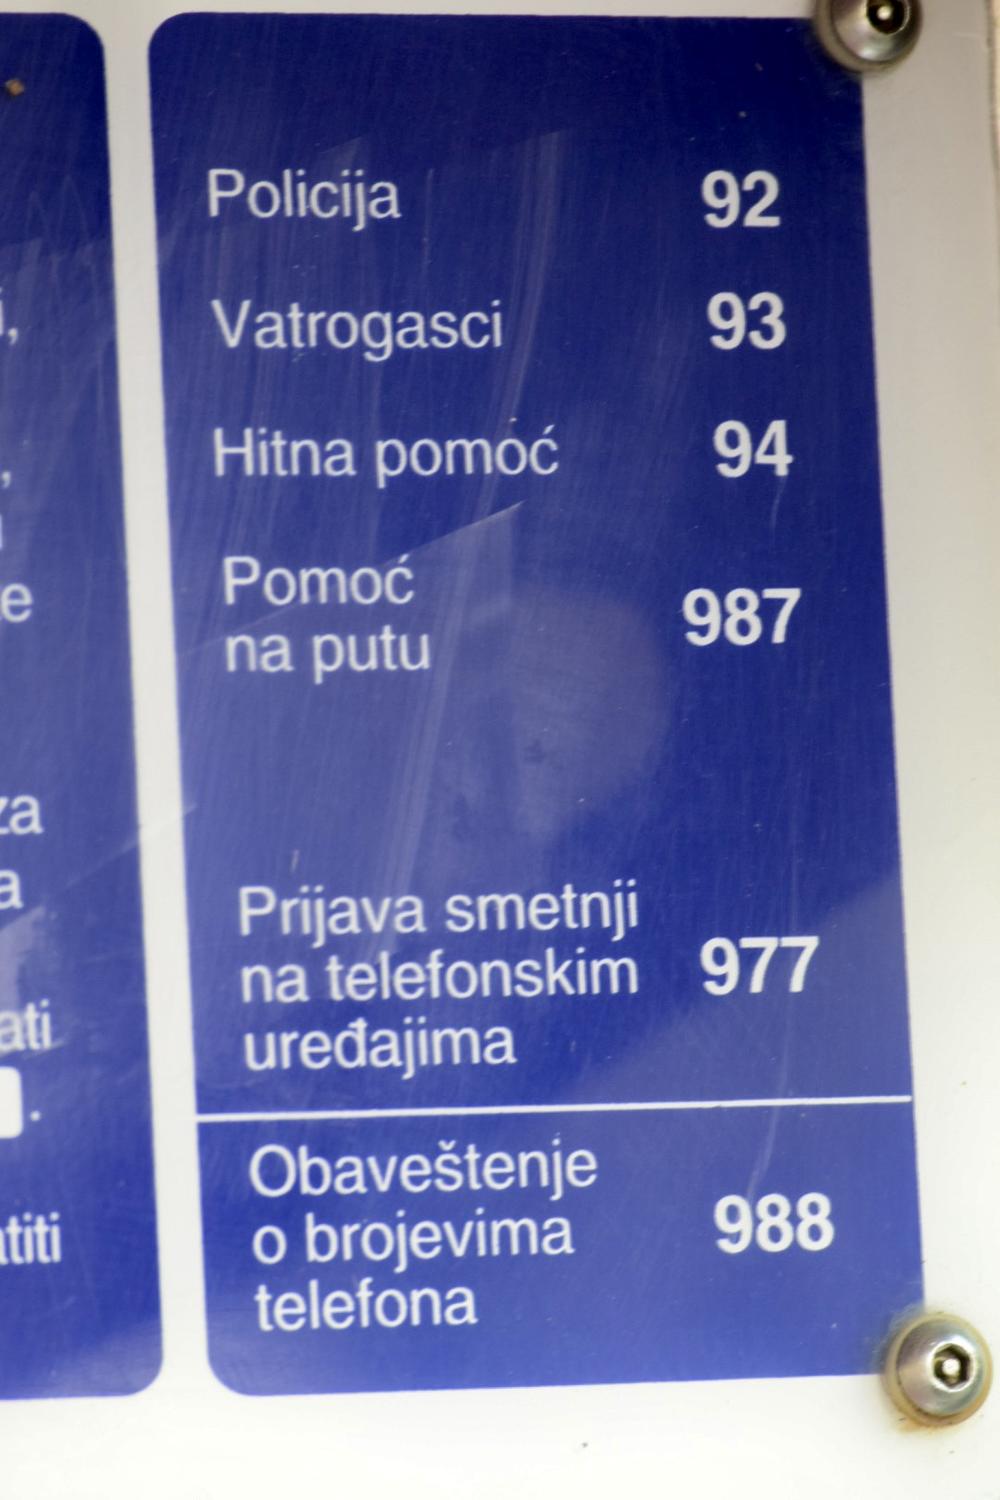 Policija 92
Vatrogasci 93
Hitna pomoć 94
Pomoć
na putu 987
Prijava smetnji
na telefonskim 977
uređajima
Obaveštenje
o brojevima 988
telefona